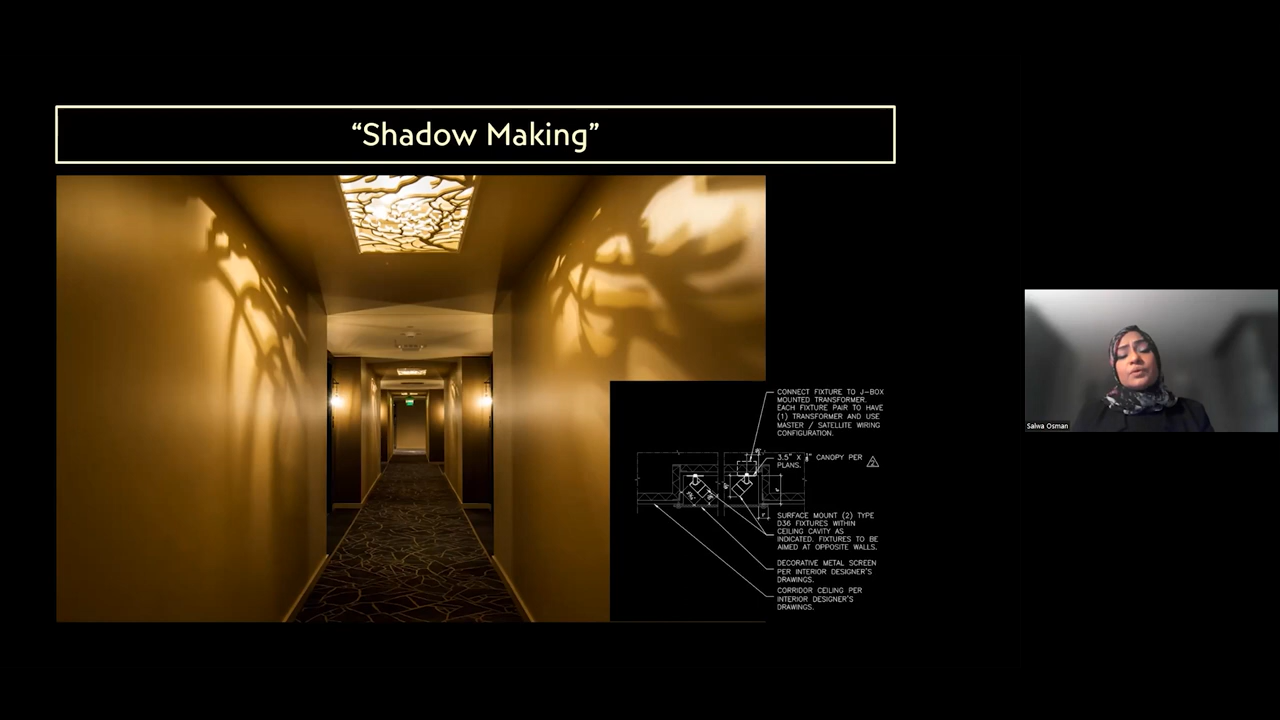 “Shadow Making”
CONNECT FIXTURE TO J-BOX
MOUNTED TRANSFORMER.
EACH FIXTURE PAIR TO HAVE
(1) TRANSFORMER AND USE
MASTER / SATELLITE WIRING
CONFIGURATION.
3.5" X CANOPY PER
PLANS.
SURFACE MOUNT (2) TYPE
D36 FIXTURES WITHIN
CEILING CAVITY AS
INDICATED. FIXTURES TO BE
AIMED AT OPPOSITE WALLS.
DECORATIVE METAL SCREEN
PER INTERIOR DESIGNER'S
DRAWINGS.
CORRIDOR CEILING PER
INTERIOR DESIGNER'S
DRAWINGS.
Salwa Osman